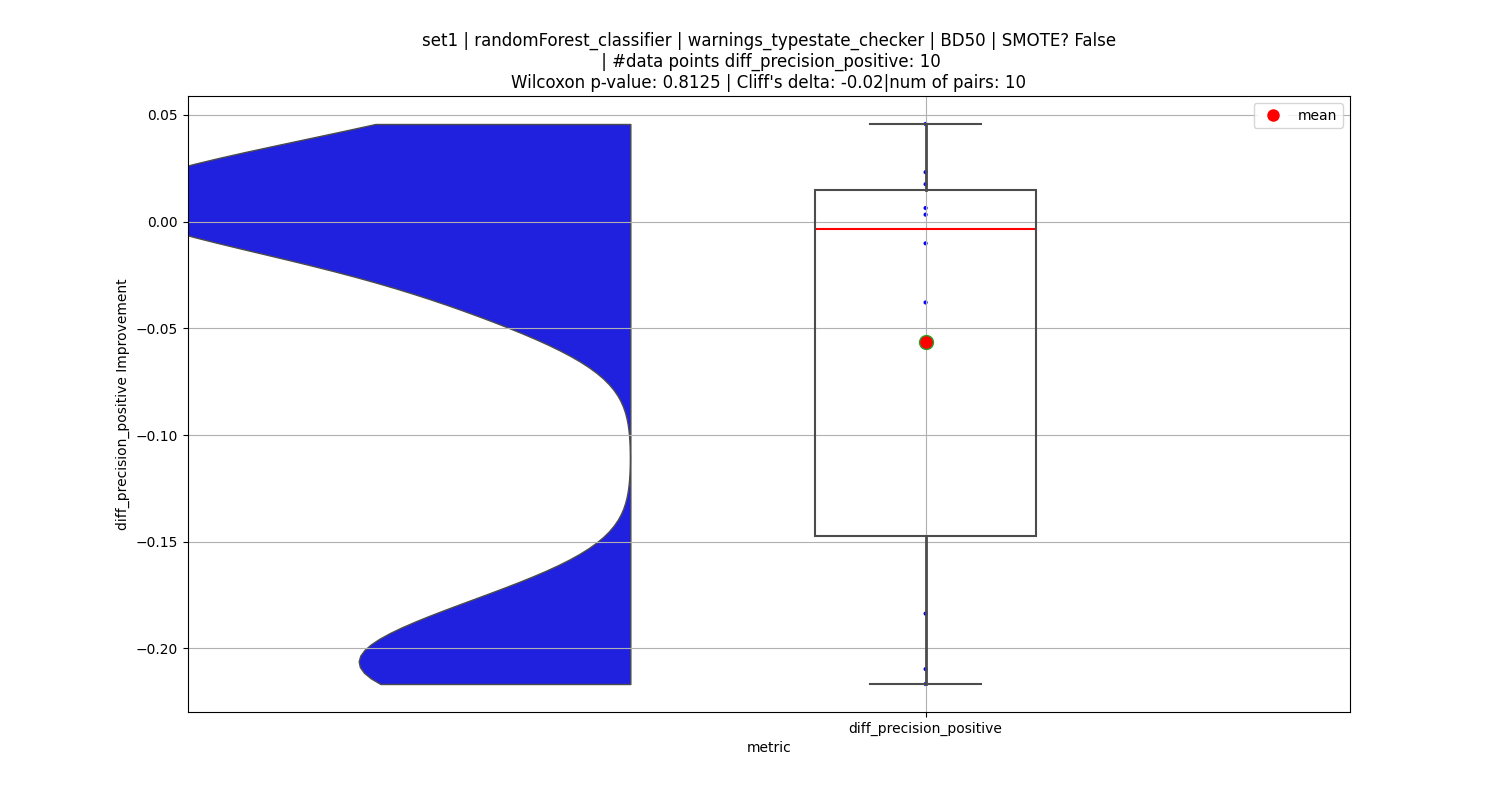 set1 | randomForest_classifier | warnings_typestate_checker | BD50 | SMOTE? False
| #data points diff_precision_positive: 10
Wilcoxon p-value: 0.8125 | Cliff's delta: -0.02|num of pairs: 10
mean
0.05
0.00
−0.05
−0.10
−0.15
−0.20
diff_precision_positive Improvement
diff_precision_positive
metric